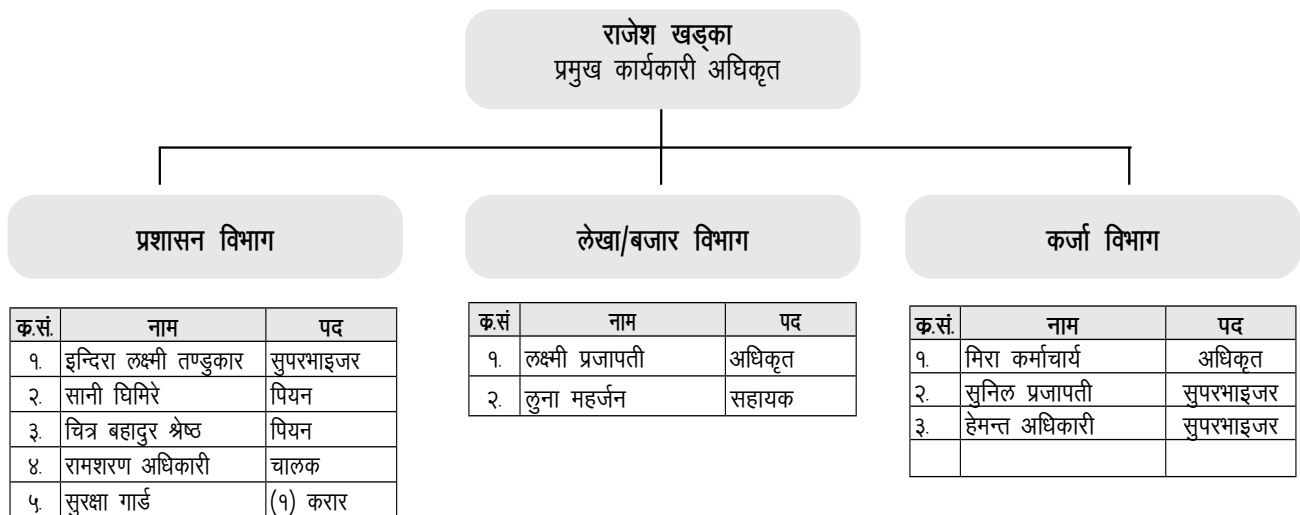 राजेश खड्का
प्रमुख कार्यकारी अधिकृत
प्रशासन विभाग
लेखा/बजार विभाग
कर्जा विभाग
क्र.सं. नाम पद
१. इन्दिरा लक्ष्मी तण्डुकार सुपरभाइजर
२. सानी घिमिरे पियन
३. चित्र बहादुर श्रेष्ठ पियन
४. रामशरण अधिकारी चालक
५. सुरक्षा गार्ड (१) करार
क्र.सं नाम पद
१. लक्ष्मी प्रजापती अधिकृत
२. लुना महर्जन सहायक
क्र.सं. नाम पद
१. मिरा कर्माचार्य अधिकृत
२. सुनिल प्रजापती सुपरभाइजर
३. हेमन्त अधिकारी सुपरभाइजर